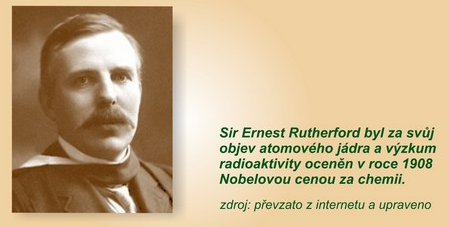 Sir Ernest Rutherford byl za svůj
objev atomového jádra a výzkum
radioaktivity oceněn v roce 1908
Nobelovou cenou za chemii.
zdroj: převzato z internetu a upraveno